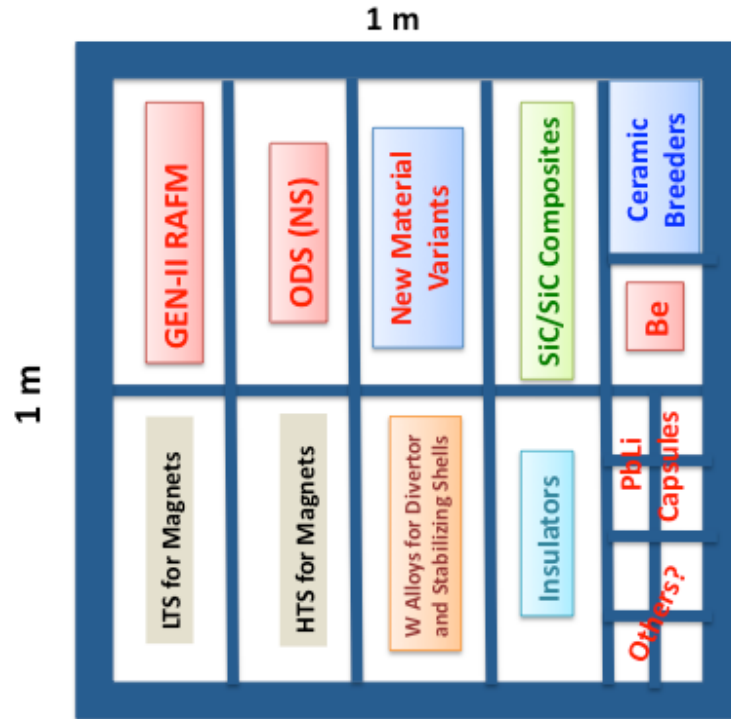 1 m
1 m
GEN-II RAFM
ODS (NS)
New Material
Variants
SiC/SiC Composites
Ceramic
Breeders
Be
LTS for Magnets
HTS for Magnets
W Alloys for Divertor
and Stabilizing Shells
Insulators
PbLi
Capsules
Others?